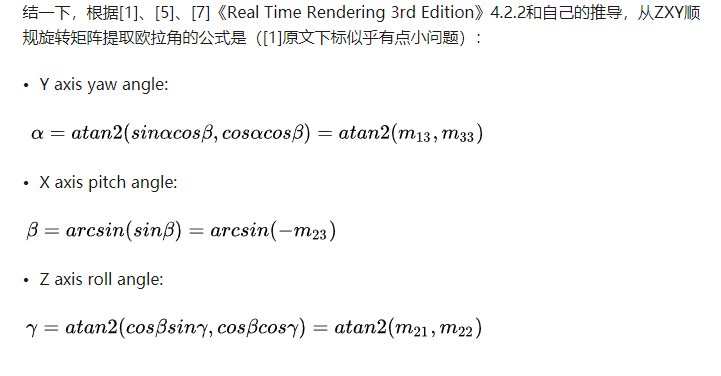 结一下，根据[1]、[5]、[7]《Real Time Rendering 3rd Edition》4.2.2和自己的推导，从ZXY顺
规旋转矩阵提取欧拉角的公式是（[1]原文下标似乎有点小问题）：
• Y axis yaw angle:
α = atan2(sinαcosβ, cosαcosβ) = atan2(m₁₃, m₃₃)
• X axis pitch angle:
β = arcsin(sinβ) = arcsin(−m₂₃)
• Z axis roll angle:
γ = atan2(cosβsinγ, cosβcosγ) = atan2(m₂₁, m₂₂)